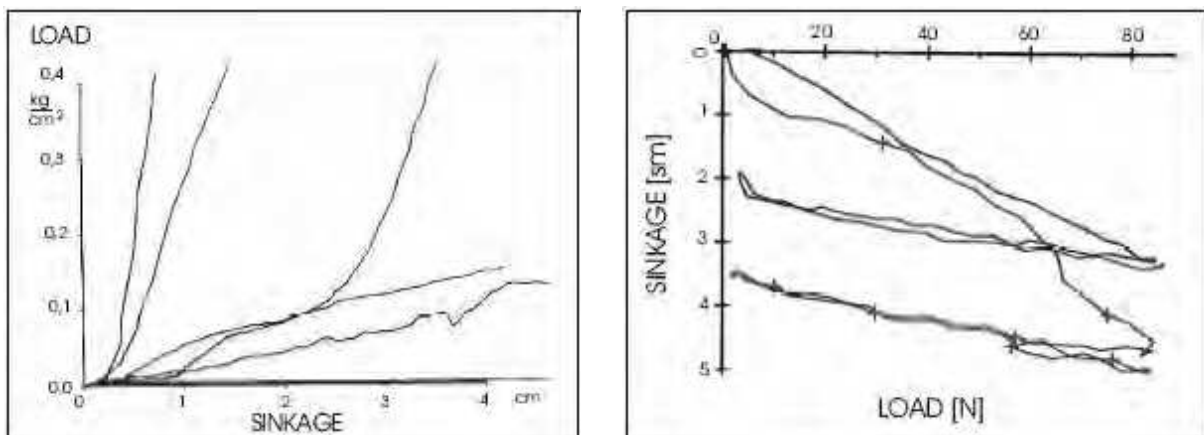 LOAD
0,4
kg
cm²
0,3
0,2
0,1
0,0
0 1 2 3 4 cm
SINKAGE
0 20 40 60 80
0
1
2
3
4
5
SINKAGE [sm]
LOAD [N]